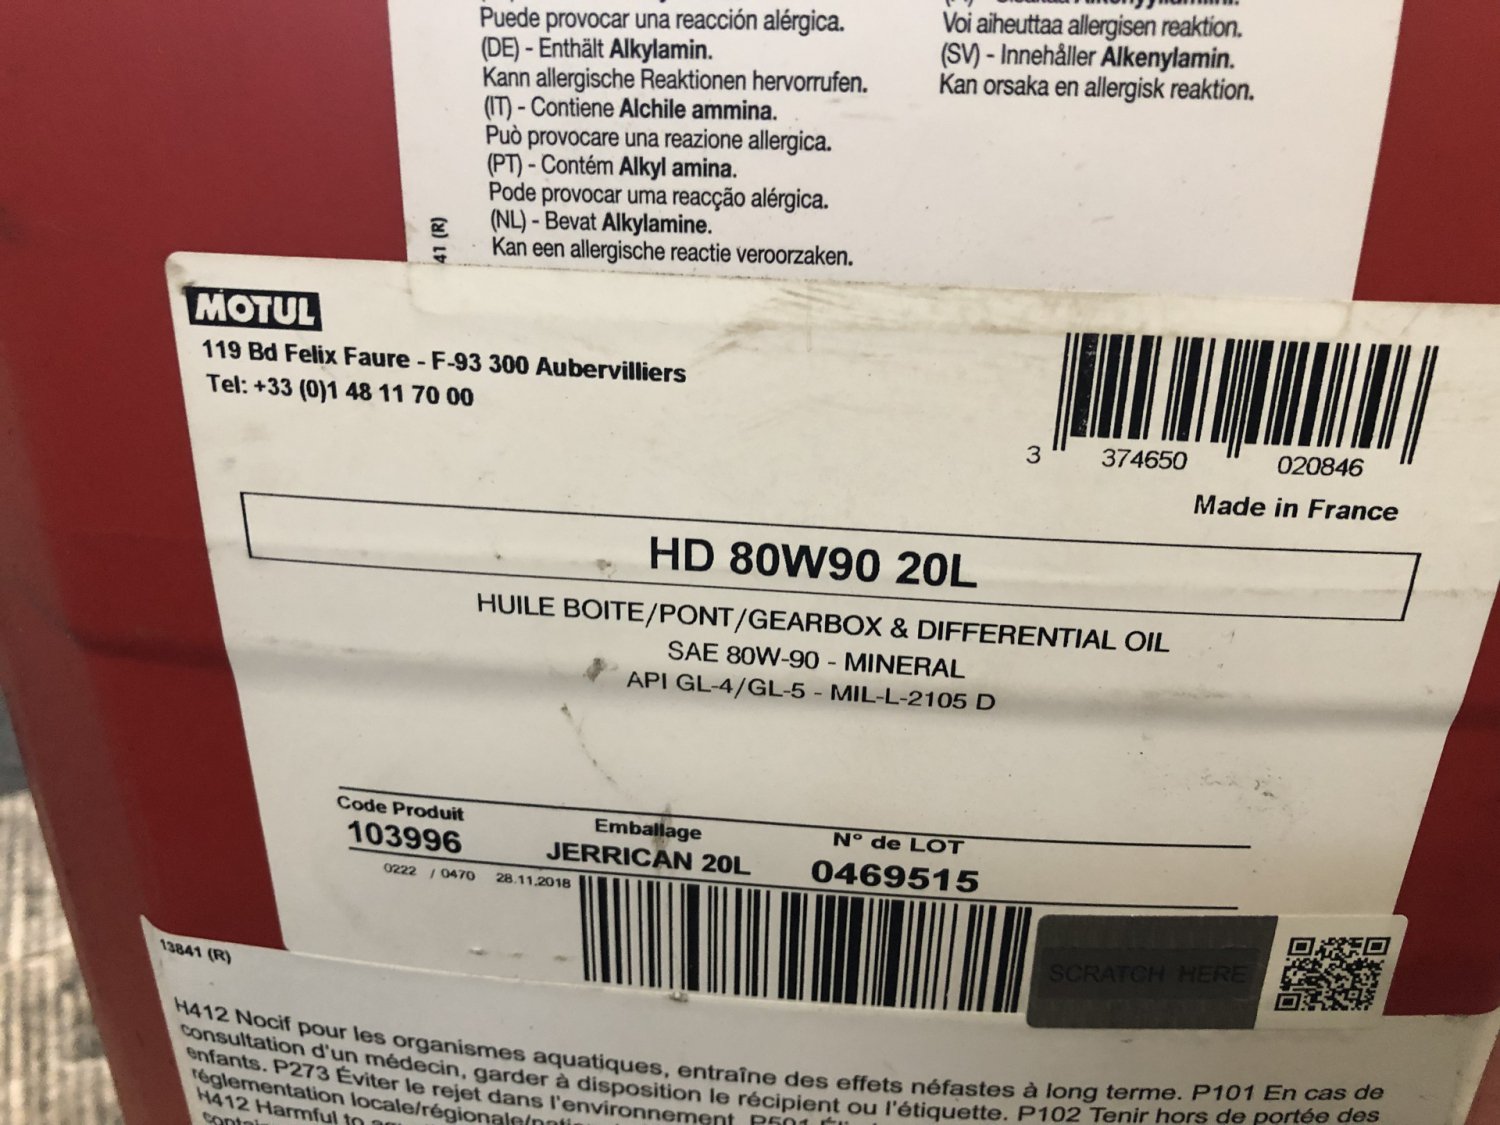 Puede provocar una reacción alérgica.
(DE) - Enthält Alkylamin.
Kann allergische Reaktionen hervorrufen.
(IT) - Contiene Alchile ammina.
Può provocare una reazione allergica.
(PT) - Contém Alkyl amina.
Pode provocar uma reacção alérgica.
(NL) - Bevat Alkylamine.
Kan een allergische reactie veroorzaken.
Voi aiheuttaa allergisen reaktion.
(SV) - Innehåller Alkenylamin.
Kan orsaka en allergisk reaktion.
41 (R)
MOTUL
119 Bd Felix Faure - F-93 300 Aubervilliers
Tel: +33 (0)1 48 11 70 00
3 374650 020846
Made in France
HD 80W90 20L
HUILE BOITE/PONT/GEARBOX & DIFFERENTIAL OIL
SAE 80W-90 - MINERAL
API GL-4/GL-5 - MIL-L-2105 D
Code Produit
103996
Emballage
JERRICAN 20L
N° de LOT
0469515
0222 / 0470 28.11.2018
SCRATCH HERE
13841 (R)
H412 Nocif pour les organismes aquatiques, entraîne des effets néfastes à long terme. P101 En cas de
consultation d'un médecin, garder à disposition le récipient ou l'étiquette. P102 Tenir hors de portée des
enfants. P273 Éviter le rejet dans l'environnement. P501
réglementation locale/régionale/
H412 Harmful to